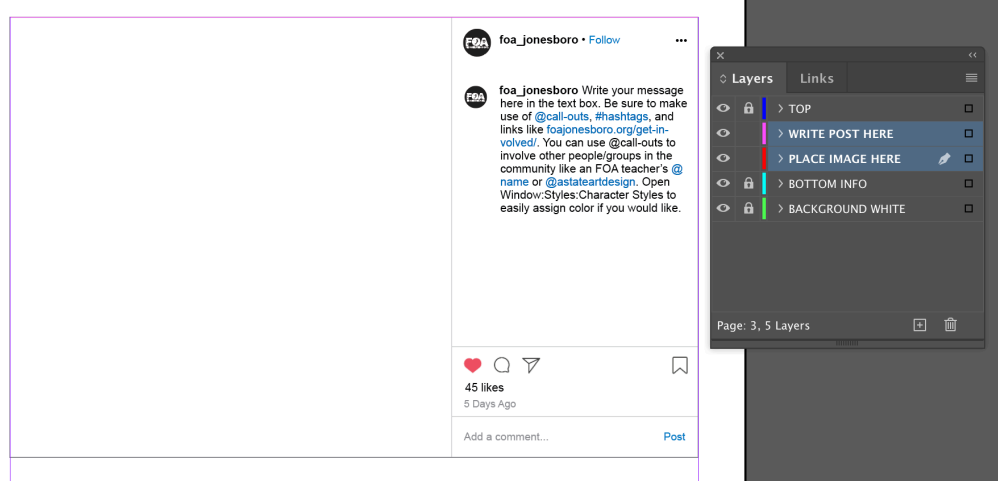 FOA
foa_jonesboro • Follow
•••
FOA
foa_jonesboro Write your message
here in the text box. Be sure to make
use of @call-outs, #hashtags, and
links like foajonesboro.org/get-in-
volved/. You can use @call-outs to
involve other people/groups in the
community like an FOA teacher’s @
name or @astateartdesign. Open
Window:Styles:Character Styles to
easily assign color if you would like.
45 likes
5 Days Ago
Add a comment...
Post
Layers
Links
TOP
WRITE POST HERE
PLACE IMAGE HERE
BOTTOM INFO
BACKGROUND WHITE
Page: 3, 5 Layers